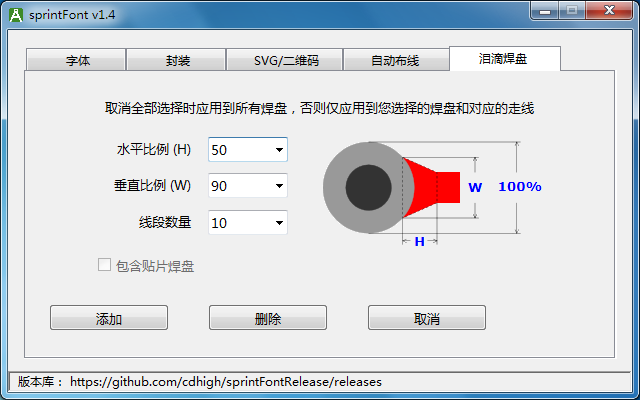 sprintFont v1.4
字体 封装 SVG/二维码 自动布线 泪滴焊盘
取消全部选择时应用到所有焊盘，否则仅应用到您选择的焊盘和对应的走线
水平比例 (H) 50
垂直比例 (W) 90
线段数量 10
包含贴片焊盘
W 100%
H
添加 删除 取消
版本库： https://github.com/cdhigh/sprintFontRelease/releases